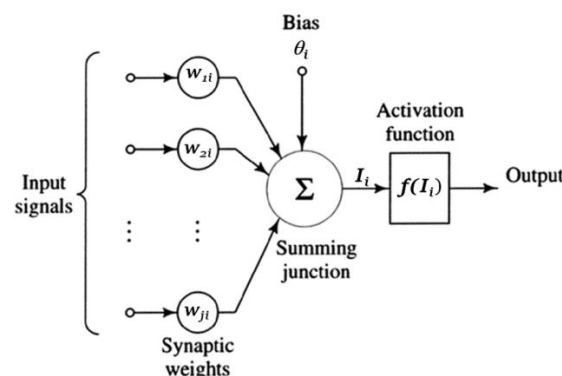 Bias
θi
w1i
Activation
function
w2i
Input
signals
Σ
Ii
f(Ii)
Output
⋮ ⋮
Summing
junction
wji
Synaptic
weights